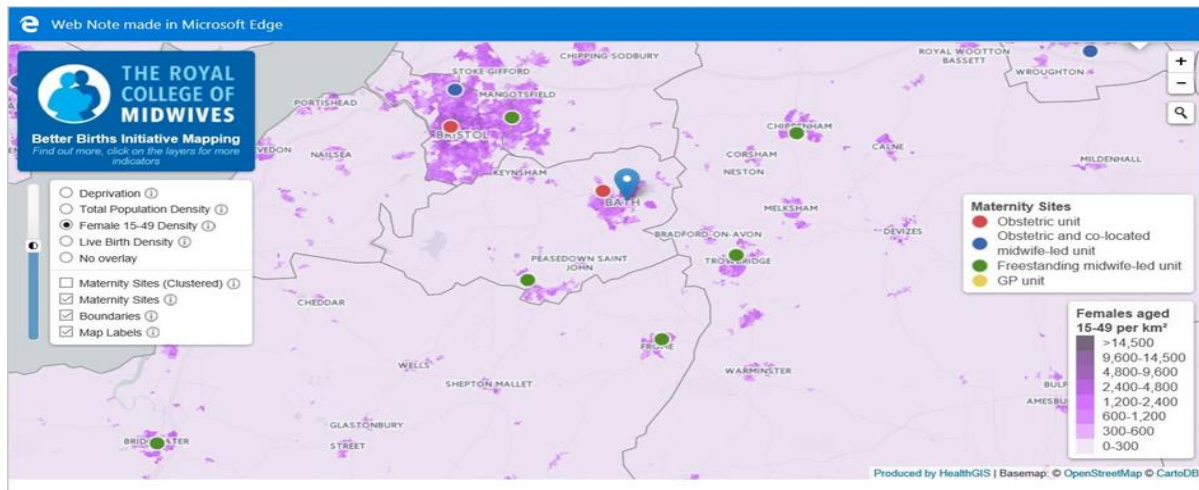 Web Note made in Microsoft Edge
THE ROYAL
COLLEGE OF
MIDWIVES
Better Births Initiative Mapping
Find out more, click on the layers for more
indicators
Deprivation
Total Population Density
Female 15-49 Density
Live Birth Density
No overlay
Maternity Sites (Clustered)
Maternity Sites
Boundaries
Map Labels
CHIPPING SODBURY
STOKE GIFFORD
MANGOTSFIELD
PORTISHEAD
BRISTOL
NAILSEA
KEYNSHAM
BATH
ROYAL WOOTTON
BASSETT
WROUGHTON
CHIPPENHAM
CORSHAM
CALNE
NESTON
MILDENHALL
MELKSHAM
DEVIZES
BRADFORD-ON-AVON
TROWBRIDGE
PEASEDOWN SAINT
JOHN
CHEDDAR
FROME
WELLS
WARMINSTER
SHEPTON MALLET
GLASTONBURY
STREET
Maternity Sites
Obstetric unit
Obstetric and co-located
midwife-led unit
Freestanding midwife-led unit
GP unit
Females aged
15-49 per km²
>14,500
9,600-14,500
4,800-9,600
2,400-4,800
1,200-2,400
600-1,200
300-600
0-300
Produced by HealthGIS | Basemap: © OpenStreetMap © CartoDB